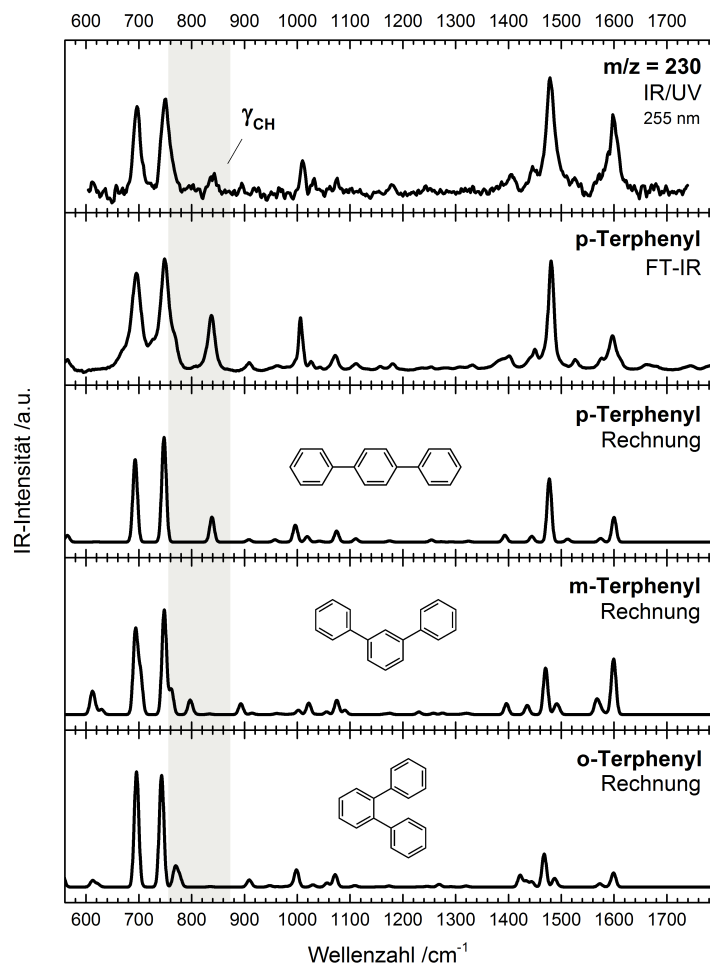 600 700 800 900 1000 1100 1200 1300 1400 1500 1600 1700
m/z = 230
IR/UV
255 nm
γCH
p-Terphenyl
FT-IR
p-Terphenyl
Rechnung
m-Terphenyl
Rechnung
o-Terphenyl
Rechnung
IR-Intensität /a.u.
600 700 800 900 1000 1100 1200 1300 1400 1500 1600 1700
Wellenzahl /cm⁻¹